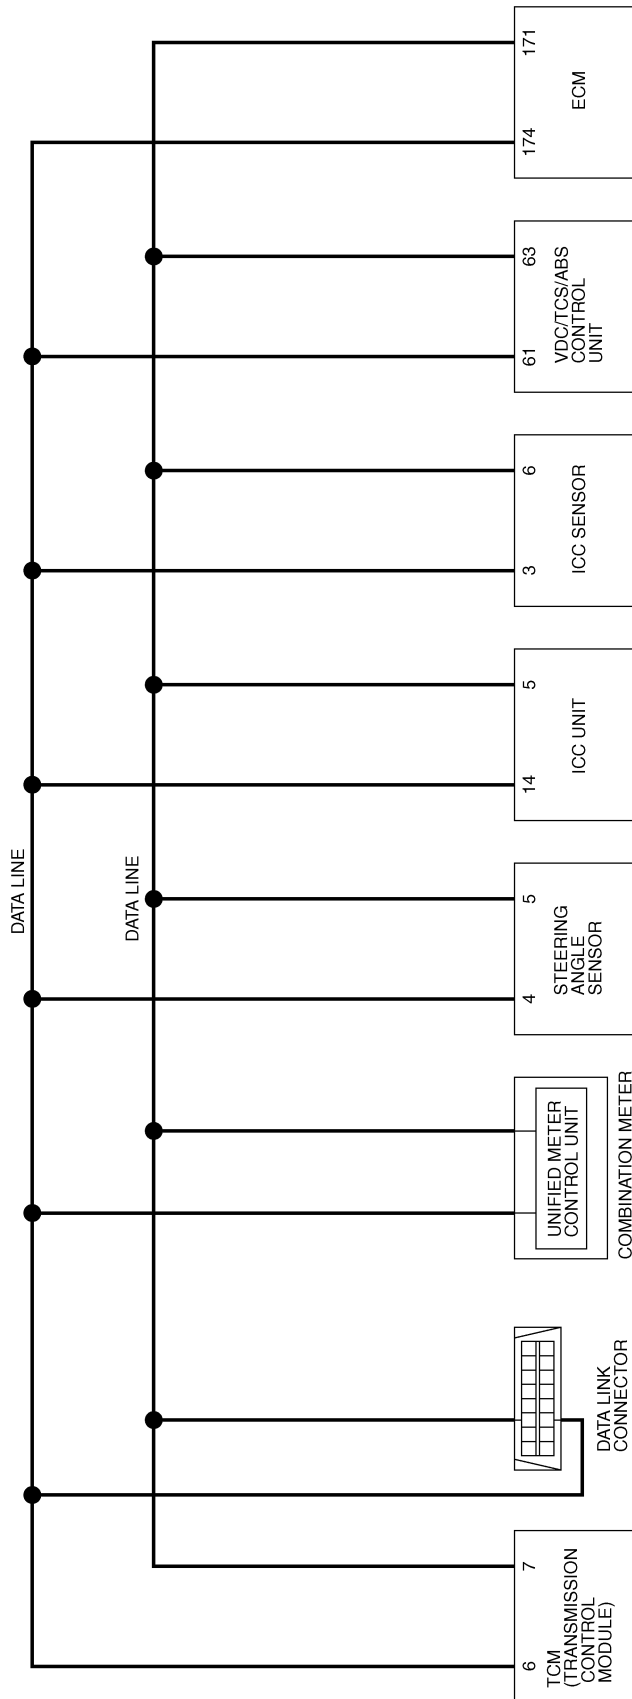 DATA LINE
DATA LINE
171
174
ECM
63
61
VDC/TCS/ABS
CONTROL
UNIT
6
3
ICC SENSOR
5
14
ICC UNIT
5
4
STEERING
ANGLE
SENSOR
UNIFIED METER
CONTROL UNIT
COMBINATION METER
DATA LINK
CONNECTOR
7
6
TCM
(TRANSMISSION
CONTROL
MODULE)